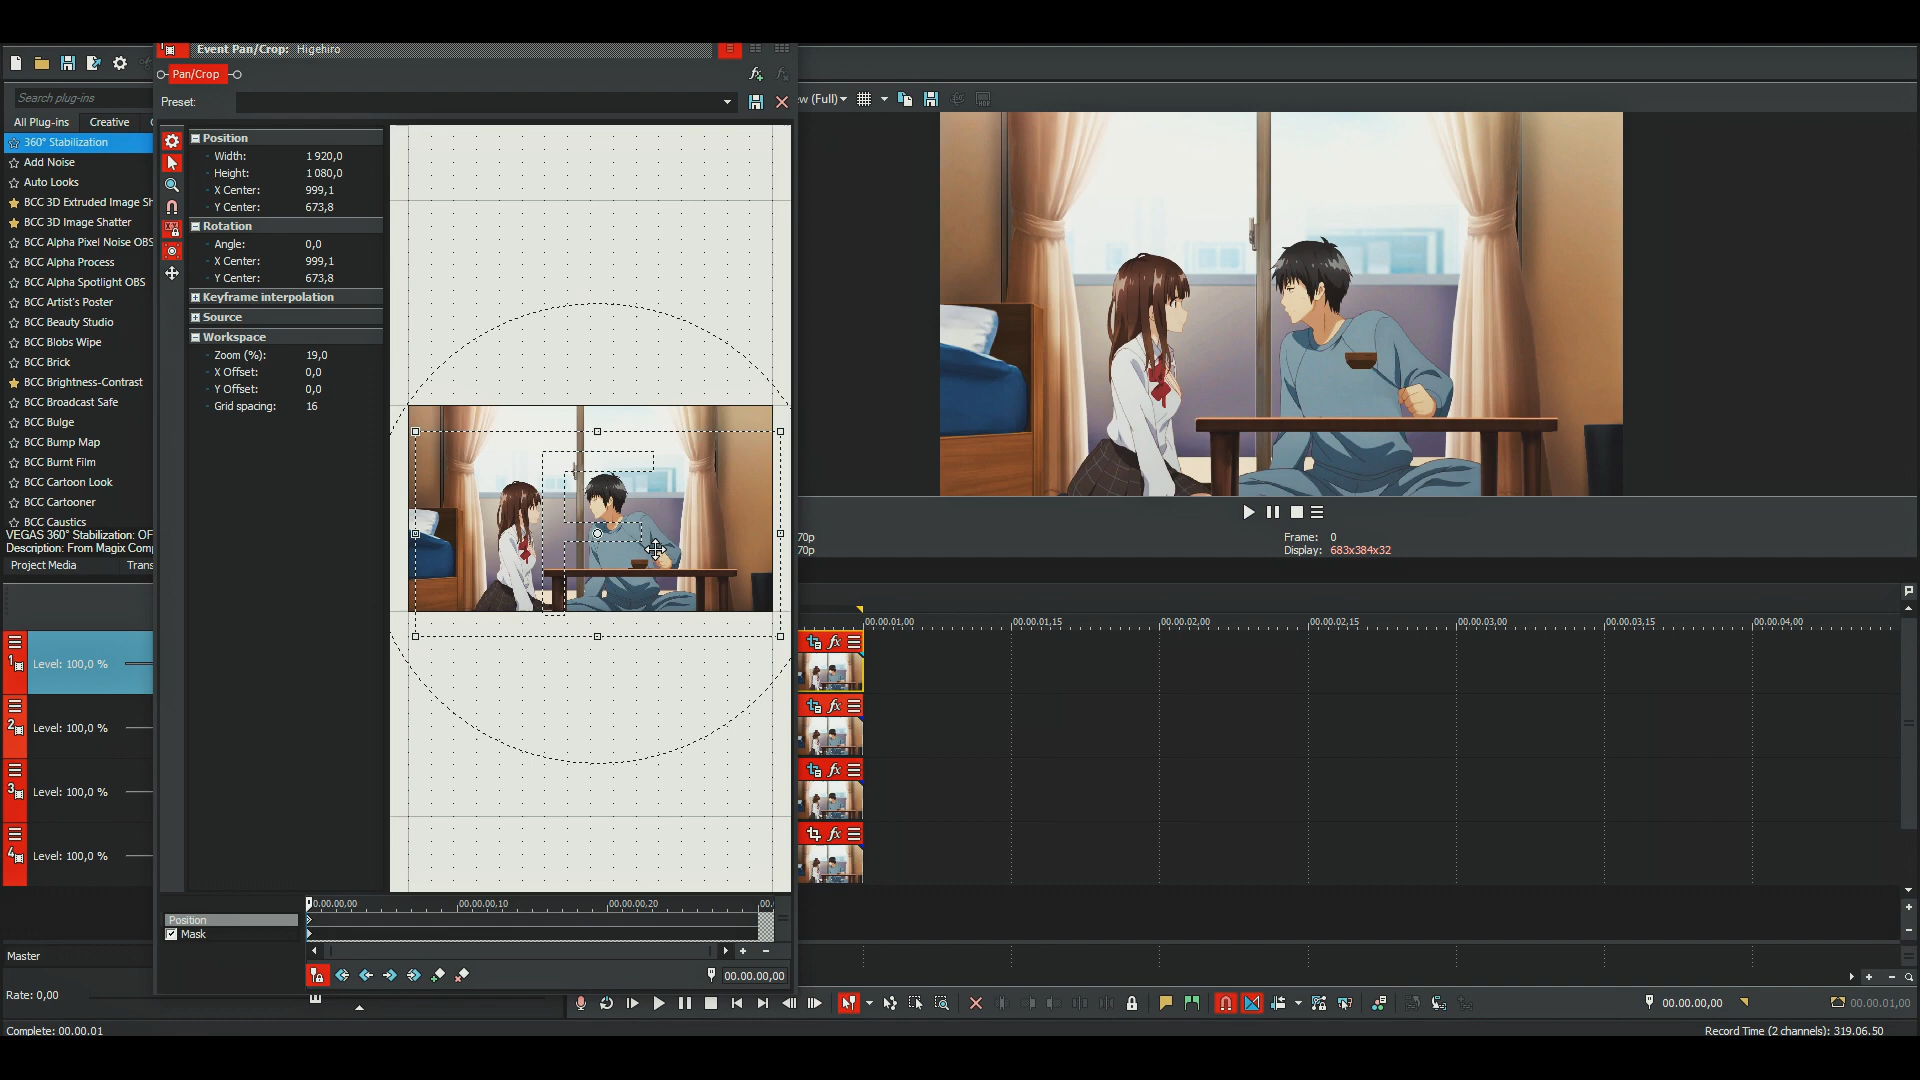 Event Pan/Crop: Higehiro
Pan/Crop
Preset:
Search plug-ins
All Plug-ins Creative
360° Stabilization
Add Noise
Auto Looks
BCC 3D Extruded Image Sh
BCC 3D Image Shatter
BCC Alpha Pixel Noise OBS
BCC Alpha Process
BCC Alpha Spotlight OBS
BCC Artist's Poster
BCC Beauty Studio
BCC Blobs Wipe
BCC Brick
BCC Brightness-Contrast
BCC Broadcast Safe
BCC Bulge
BCC Bump Map
BCC Burnt Film
BCC Cartoon Look
BCC Cartooner
BCC Caustics
VEGAS 360° Stabilization: OF
Description: From Magix Comp
Project Media Trans
Position
Width: 1 920,0
Height: 1 080,0
X Center: 999,1
Y Center: 673,8
Rotation
Angle: 0,0
X Center: 999,1
Y Center: 673,8
Keyframe interpolation
Source
Workspace
Zoom (%): 19,0
X Offset: 0,0
Y Offset: 0,0
Grid spacing: 16
ew (Full)
70p
70p
Frame: 0
Display: 683x384x32
00.00.01,00 00.00.01,15 00.00.02,00 00.00.02,15 00.00.03,00 00.00.03,15 00.00.04,00
1 Level: 100,0 %
2 Level: 100,0 %
3 Level: 100,0 %
4 Level: 100,0 %
0.00.00,00 00.00.00,10 00.00.00,20 00.
Position
Mask
00.00.00,00
Master
Rate: 0,00
00.00.00,00 00.00.01,00
Complete: 00.00.01
Record Time (2 channels): 319.06.50